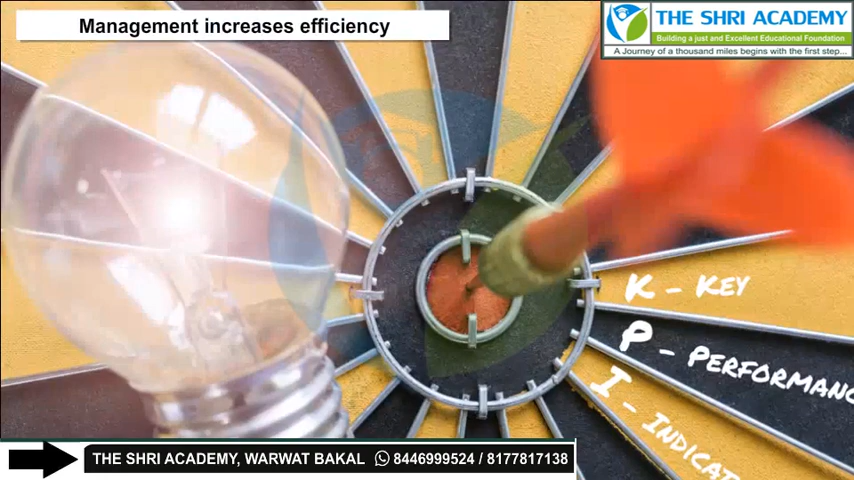 Management increases efficiency
THE SHRI ACADEMY
Building a just and Excellent Educational Foundation
A Journey of a thousand miles begins with the first step...
K - KEY
P - PERFORMANC
I - INDICAT
THE SHRI ACADEMY, WARWAT BAKAL 8446999524 / 8177817138